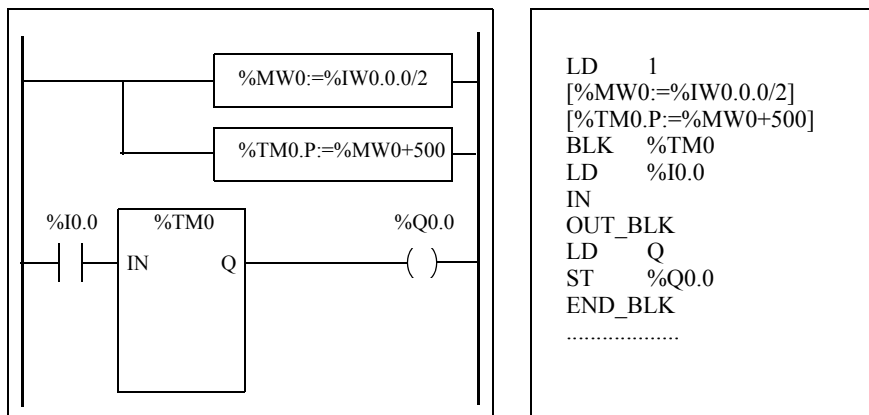 %MW0:=%IW0.0.0/2
%TM0.P:=%MW0+500
%I0.0 %TM0 %Q0.0
IN Q
LD 1
[%MW0:=%IW0.0.0/2]
[%TM0.P:=%MW0+500]
BLK %TM0
LD %I0.0
IN
OUT_BLK
LD Q
ST %Q0.0
END_BLK
...................